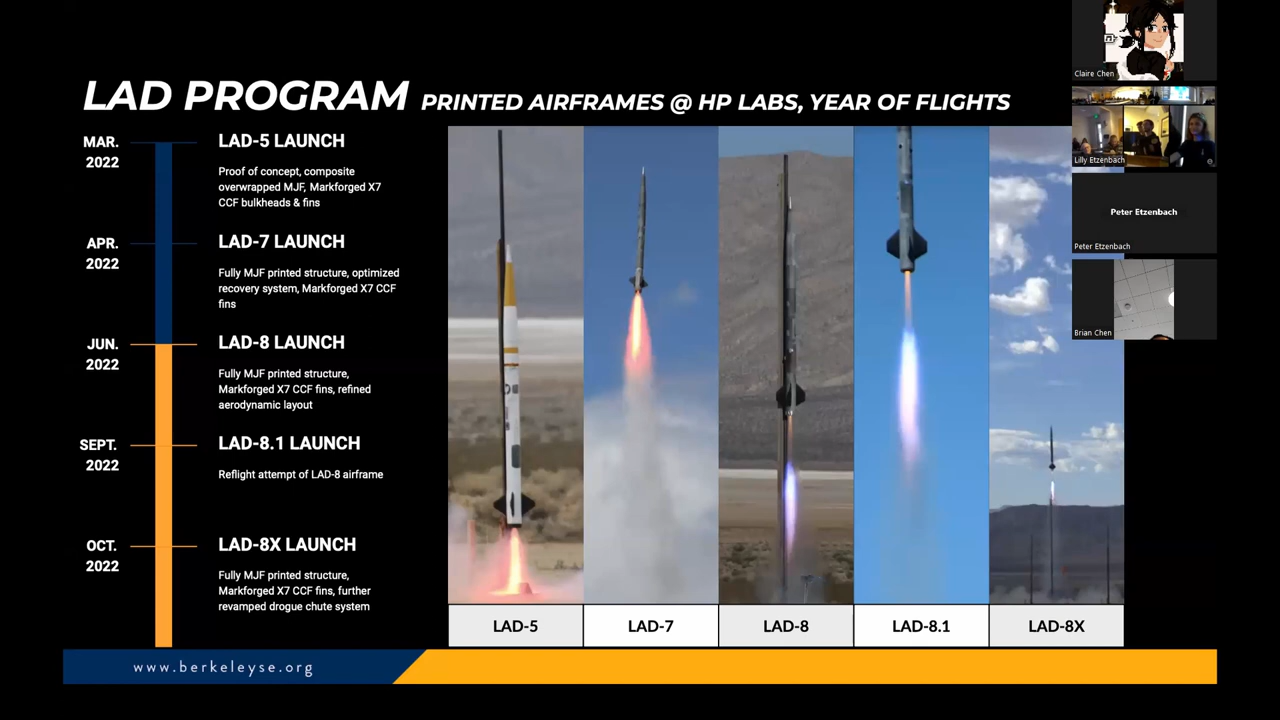 LAD PROGRAM PRINTED AIRFRAMES @ HP LABS, YEAR OF FLIGHTS
MAR.
2022
LAD-5 LAUNCH
Proof of concept, composite
overwrapped MJF, Markforged X7
CCF bulkheads & fins
APR.
2022
LAD-7 LAUNCH
Fully MJF printed structure, optimized
recovery system, Markforged X7 CCF
fins
JUN.
2022
LAD-8 LAUNCH
Fully MJF printed structure,
Markforged X7 CCF fins, refined
aerodynamic layout
SEPT.
2022
LAD-8.1 LAUNCH
Reflight attempt of LAD-8 airframe
OCT.
2022
LAD-8X LAUNCH
Fully MJF printed structure,
Markforged X7 CCF fins, further
revamped drogue chute system
LAD-5
LAD-7
LAD-8
LAD-8.1
LAD-8X
www.berkeleyse.org
Claire Chen
Lilly Etzenbach
Peter Etzenbach
Peter Etzenbach
Brian Chen